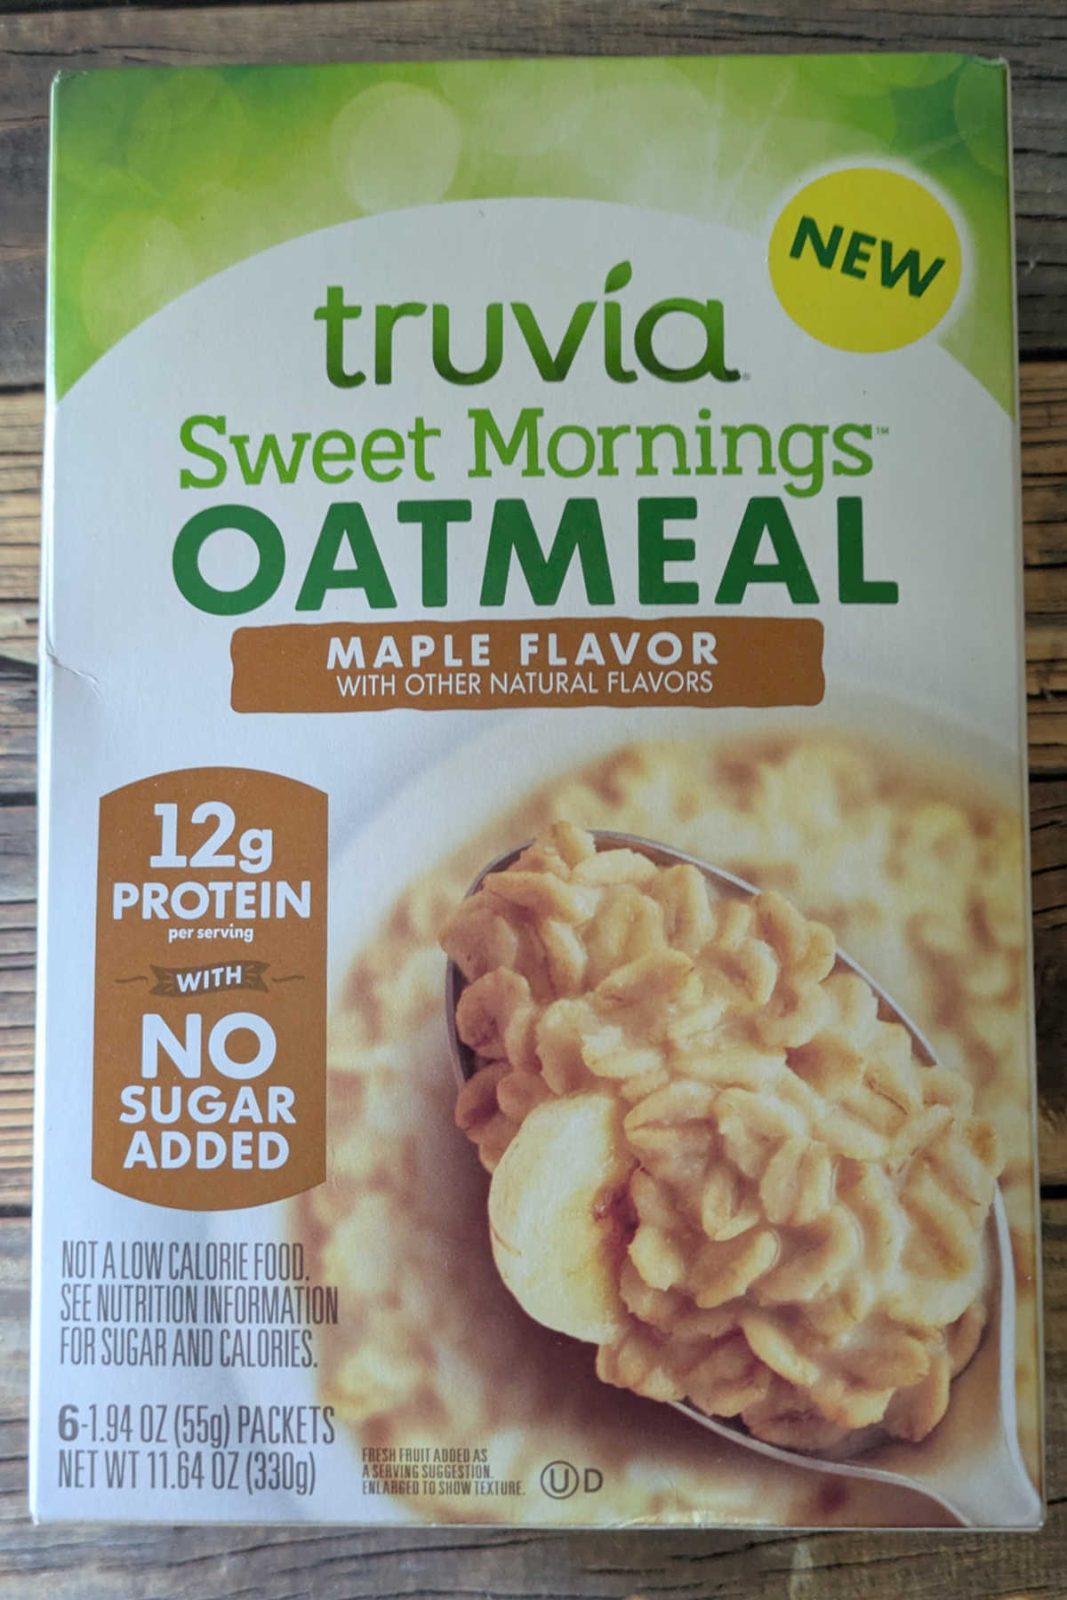 NEW
truvía®
Sweet Mornings™
OATMEAL
MAPLE FLAVOR
WITH OTHER NATURAL FLAVORS
12g
PROTEIN
per serving
WITH
NO
SUGAR
ADDED
NOT A LOW CALORIE FOOD.
SEE NUTRITION INFORMATION
FOR SUGAR AND CALORIES.
6-1.94 OZ (55g) PACKETS
NET WT 11.64 OZ (330g)
FRESH FRUIT ADDED AS
A SERVING SUGGESTION.
ENLARGED TO SHOW TEXTURE.
Ⓤ D